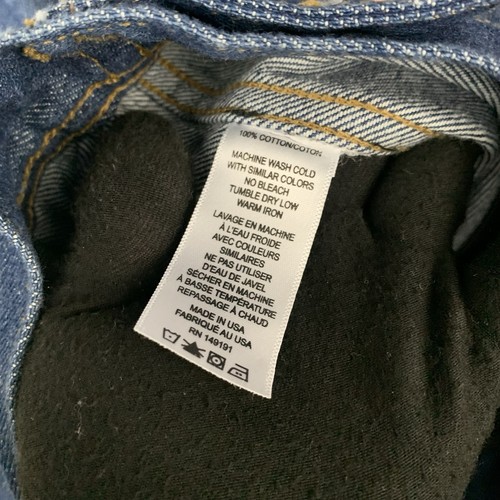 100% COTTON/COTON
MACHINE WASH COLD
WITH SIMILAR COLORS
NO BLEACH
TUMBLE DRY LOW
WARM IRON
LAVAGE EN MACHINE
À L'EAU FROIDE
AVEC COULEURS
SIMILAIRES
NE PAS UTILISER
D'EAU DE JAVEL
SÉCHER EN MACHINE
À BASSE TEMPÉRATURE
REPASSAGE À CHAUD
MADE IN USA
FABRIQUÉ AU USA
RN 149191